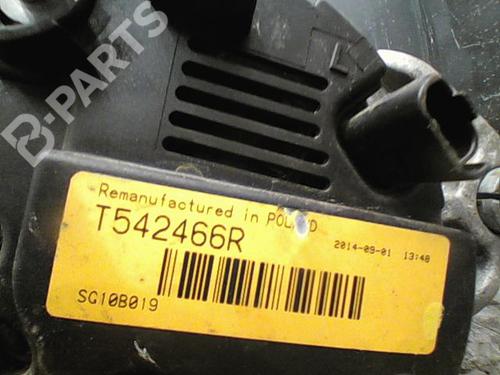 B-PARTS
Remanufactured in POLAND
T542466R
2014-09-01 13:48
SG10B019